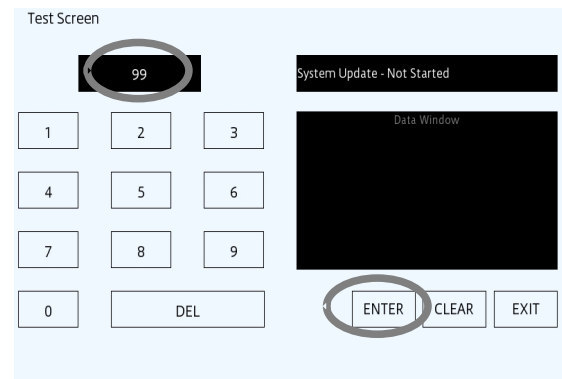 Test Screen
99
System Update - Not Started
Data Window
1 2 3
4 5 6
7 8 9
0 DEL
ENTER CLEAR EXIT